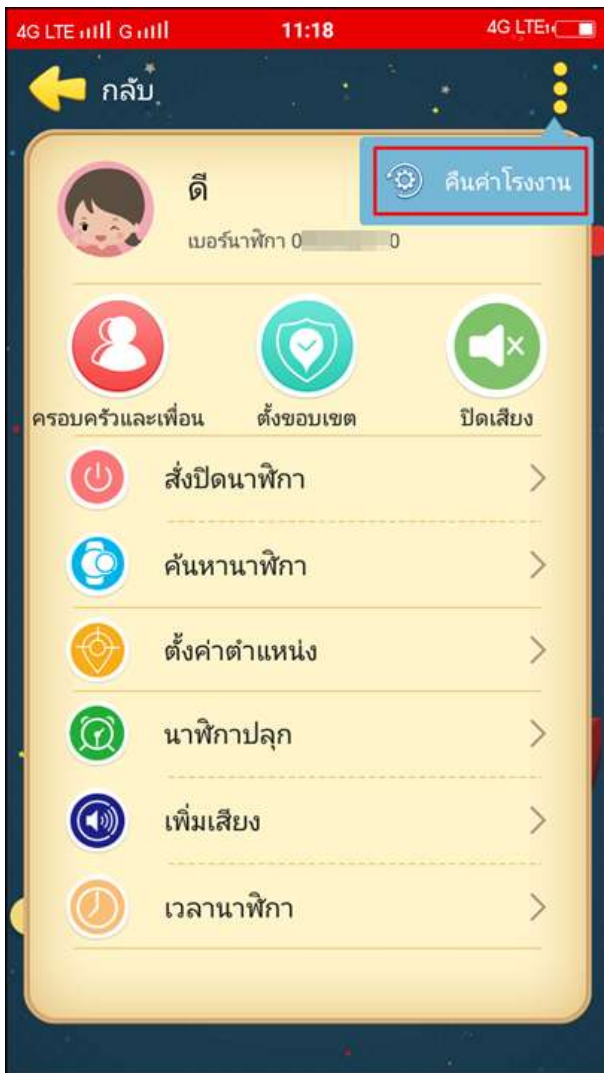 4G LTE G 11:18 4G LTE
กลับ
คืนค่าโรงงาน
ดี
เบอร์นาฬิกา 0 0
ครอบครัวและเพื่อน ตั้งขอบเขต ปิดเสียง
สั่งปิดนาฬิกา
ค้นหานาฬิกา
ตั้งค่าตำแหน่ง
นาฬิกาปลุก
เพิ่มเสียง
เวลานาฬิกา